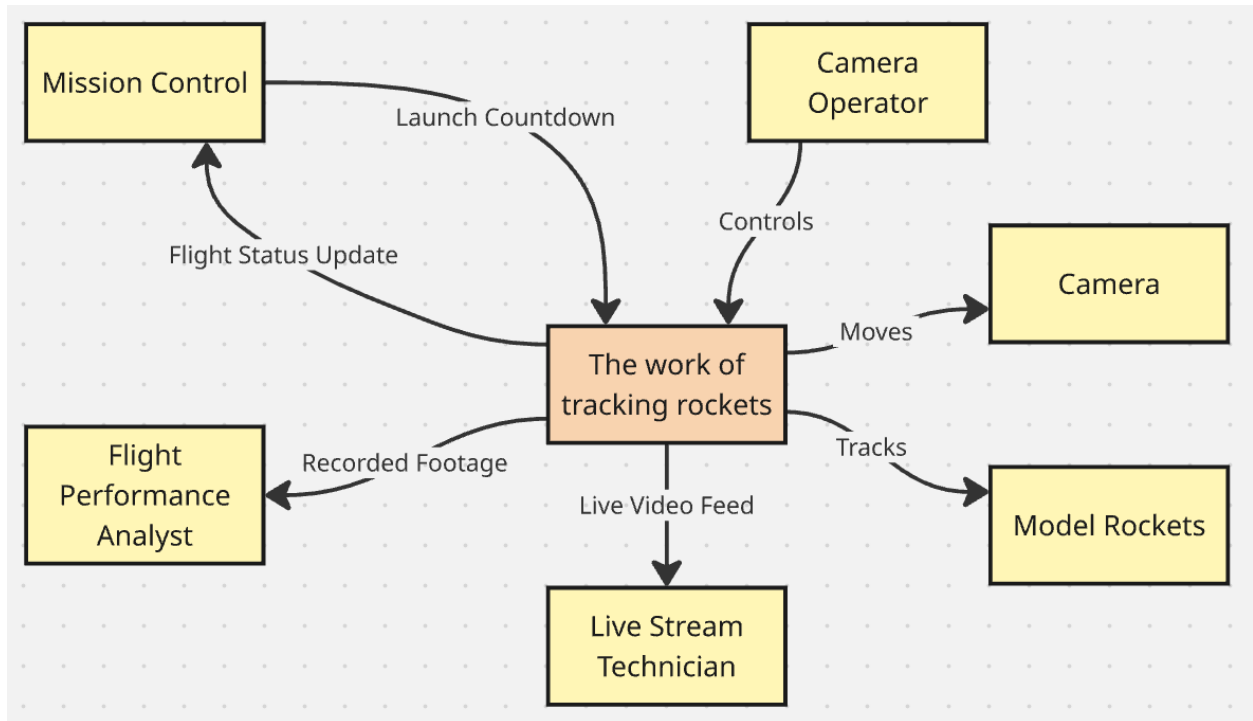 Mission Control
Camera
Operator
Launch Countdown
Controls
Flight Status Update
Camera
Moves
The work of
tracking rockets
Tracks
Flight
Performance
Analyst
Recorded Footage
Live Video Feed
Model Rockets
Live Stream
Technician